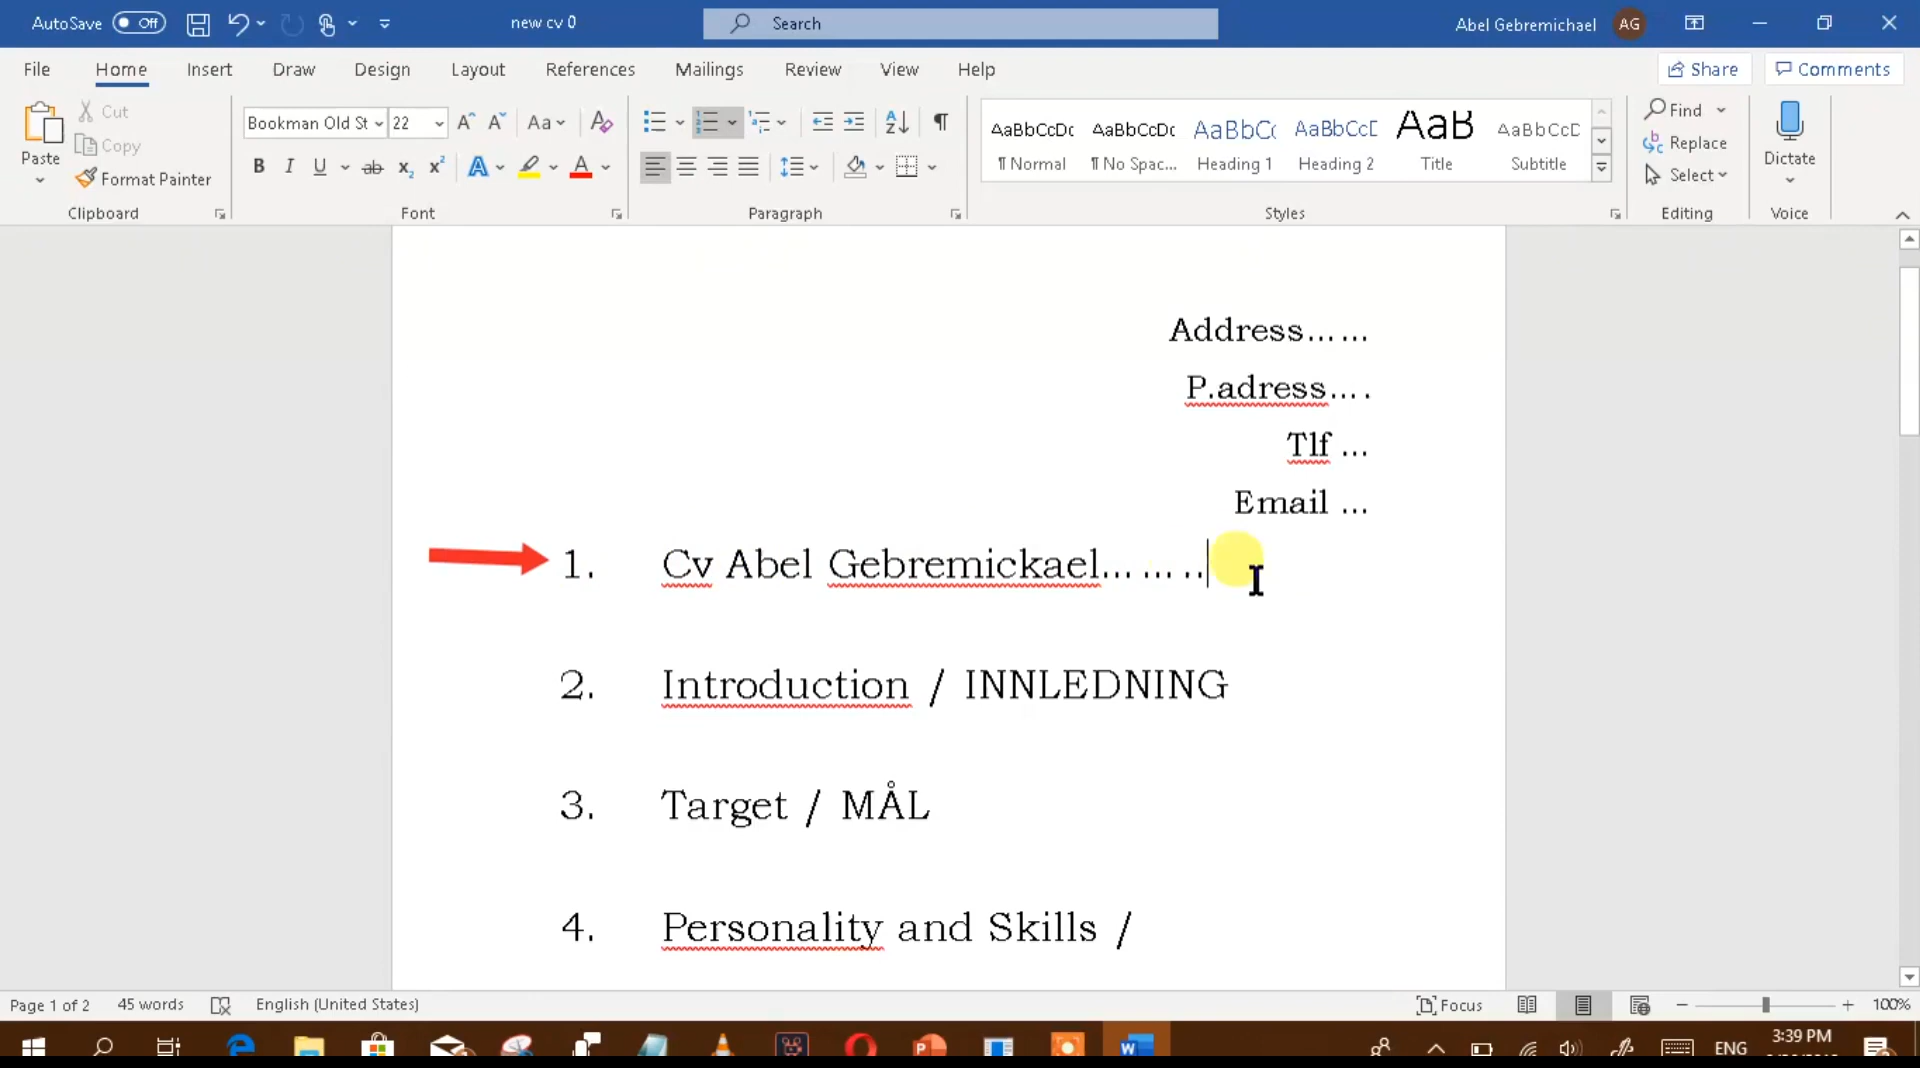 AutoSave Off new cv 0 Search Abel Gebremichael AG
File Home Insert Draw Design Layout References Mailings Review View Help Share Comments
Paste
Cut
Copy
Format Painter
Clipboard
Bookman Old St 22
Font
Paragraph
AaBbCcDc AaBbCcDc AaBbC AaBbCcE AaB AaBbCcD
¶ Normal ¶ No Spac... Heading 1 Heading 2 Title Subtitle
Styles
Find
Replace
Select
Editing
Dictate
Voice
Address……
P.adress….
Tlf …
Email …
1. Cv Abel Gebremickael… … ..
2. Introduction / INNLEDNING
3. Target / MÅL
4. Personality and Skills /
Page 1 of 2 45 words English (United States) Focus 100%
ENG 3:39 PM